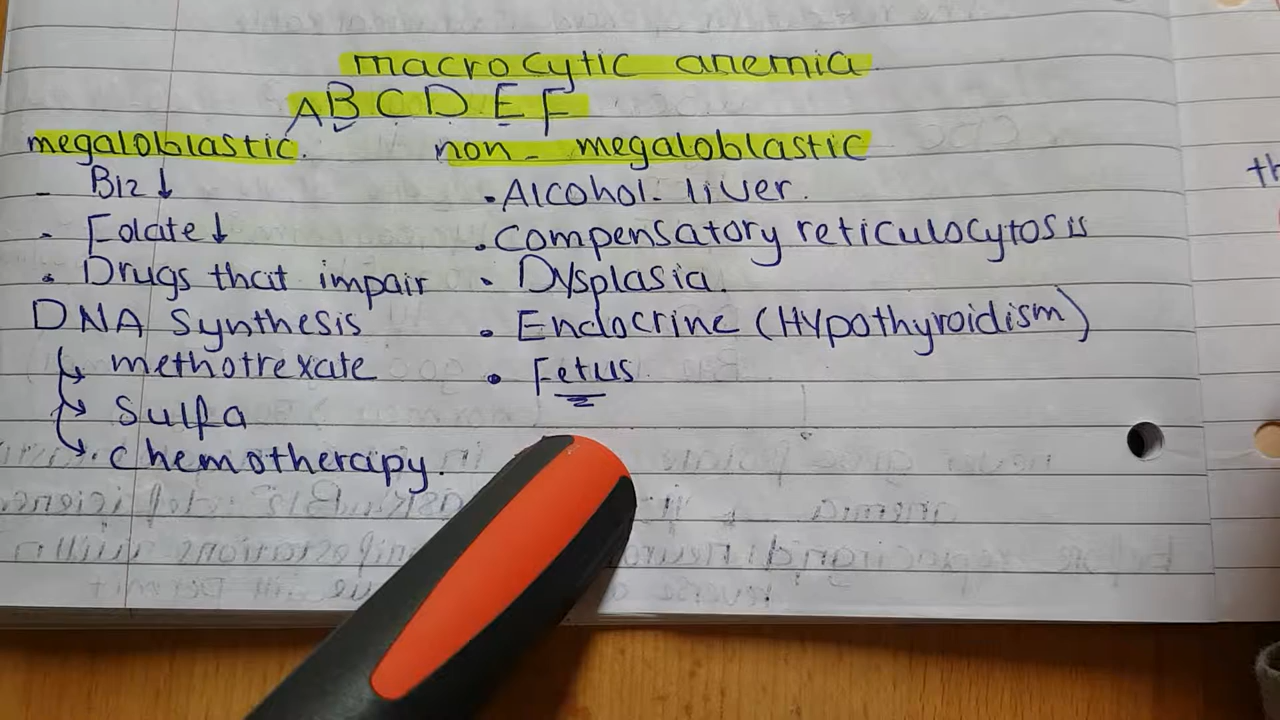 macrocytic anemia
ABCDEF
megaloblastic.
- B12↓
- Folate↓
• Drugs that impair
DNA Synthesis
↳ methotrexate
↳ Sulfa
↳ chemotherapy.
non - megaloblastic
• Alcohol - liver.
• Compensatory reticulocytosis
• Dysplasia.
• Endocrine (Hypothyroidism)
• Fetus
th